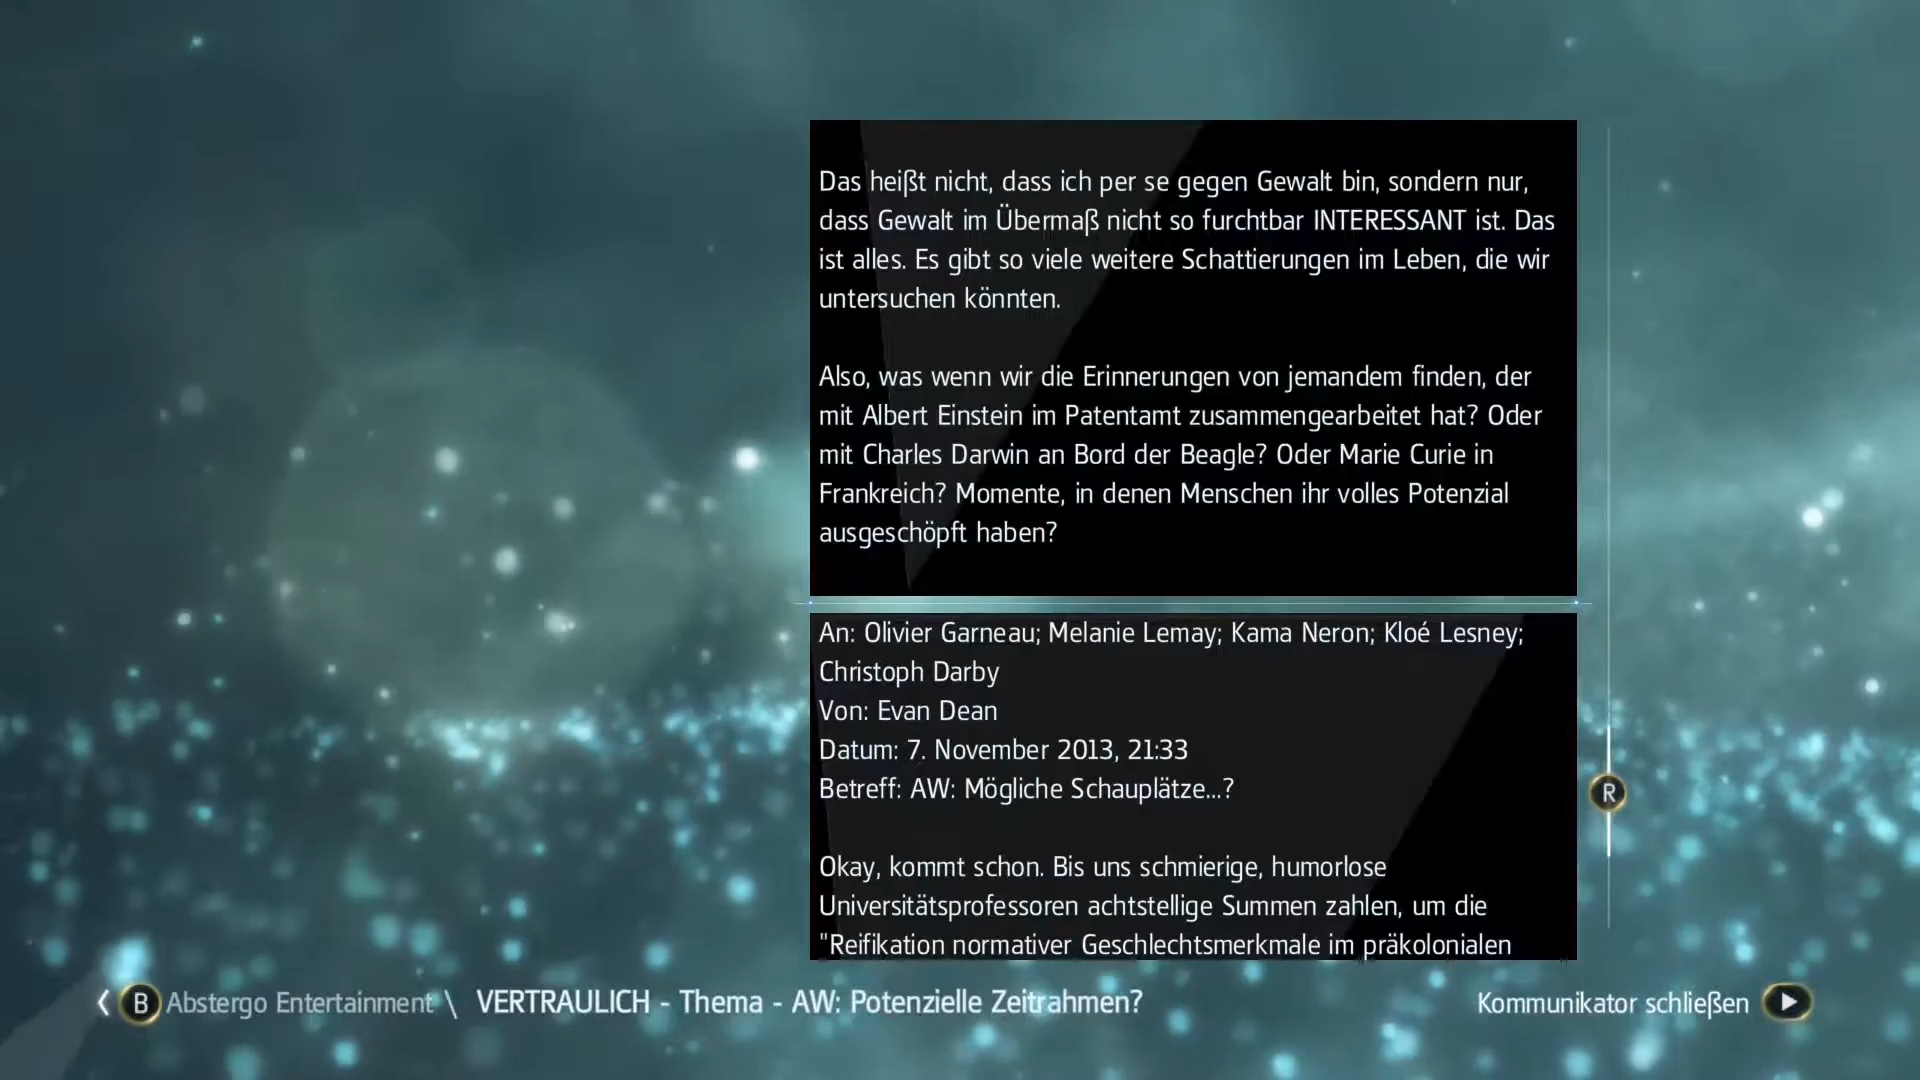 Das heißt nicht, dass ich per se gegen Gewalt bin, sondern nur,
dass Gewalt im Übermaß nicht so furchtbar INTERESSANT ist. Das
ist alles. Es gibt so viele weitere Schattierungen im Leben, die wir
untersuchen könnten.
Also, was wenn wir die Erinnerungen von jemandem finden, der
mit Albert Einstein im Patentamt zusammengearbeitet hat? Oder
mit Charles Darwin an Bord der Beagle? Oder Marie Curie in
Frankreich? Momente, in denen Menschen ihr volles Potenzial
ausgeschöpft haben?
An: Olivier Garneau; Melanie Lemay; Kama Neron; Kloé Lesney;
Christoph Darby
Von: Evan Dean
Datum: 7. November 2013, 21:33
Betreff: AW: Mögliche Schauplätze...?
Okay, kommt schon. Bis uns schmierige, humorlose
Universitätsprofessoren achtstellige Summen zahlen, um die
"Reifikation normativer Geschlechtsmerkmale im präkolonialen
R
B Abstergo Entertainment \ VERTRAULICH - Thema - AW: Potenzielle Zeitrahmen?
Kommunikator schließen